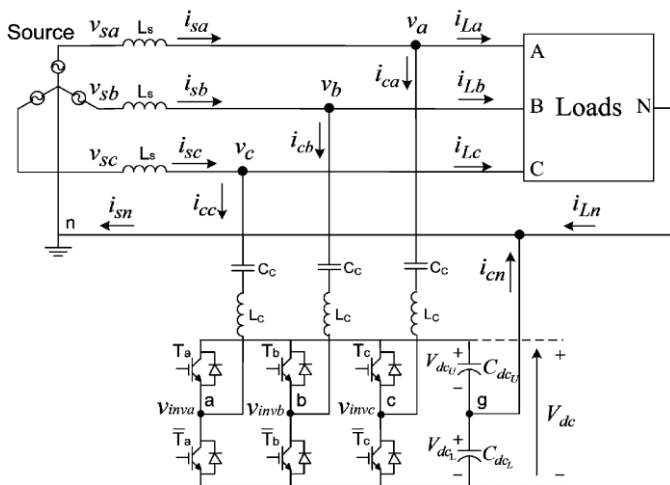 Source
v_sa L_s i_sa v_a i_La
A
i_ca
v_sb L_s i_sb v_b i_Lb
B Loads N
i_cb
v_sc L_s i_sc v_c i_Lc
C
i_cc
n i_sn i_Ln
i_cn
C_C C_C C_C
L_C L_C L_C
T_a T_b T_c + +
V_dcU C_dcU
−
a b c g
v_inva v_invb v_invc V_dc
T̅_a T̅_b T̅_c +
V_dcL C_dcL
− −